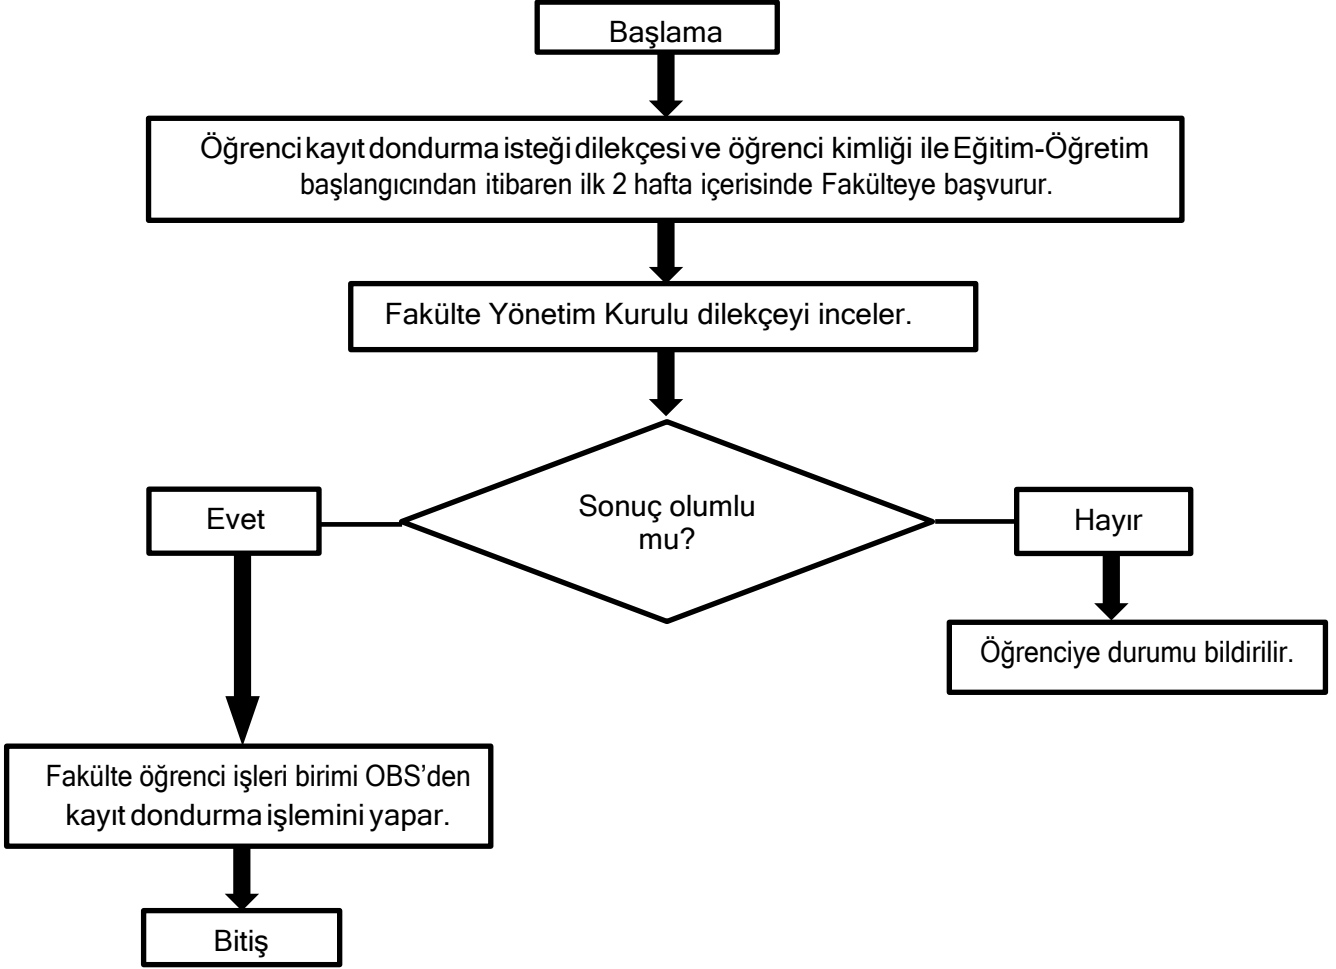 Başlama
Öğrenci kayıt dondurma isteği dilekçesi ve öğrenci kimliği ile Eğitim-Öğretim
başlangıcından itibaren ilk 2 hafta içerisinde Fakülteye başvurur.
Fakülte Yönetim Kurulu dilekçeyi inceler.
Sonuç olumlu
mu?
Evet
Hayır
Öğrenciye durumu bildirilir.
Fakülte öğrenci işleri birimi OBS’den
kayıt dondurma işlemini yapar.
Bitiş